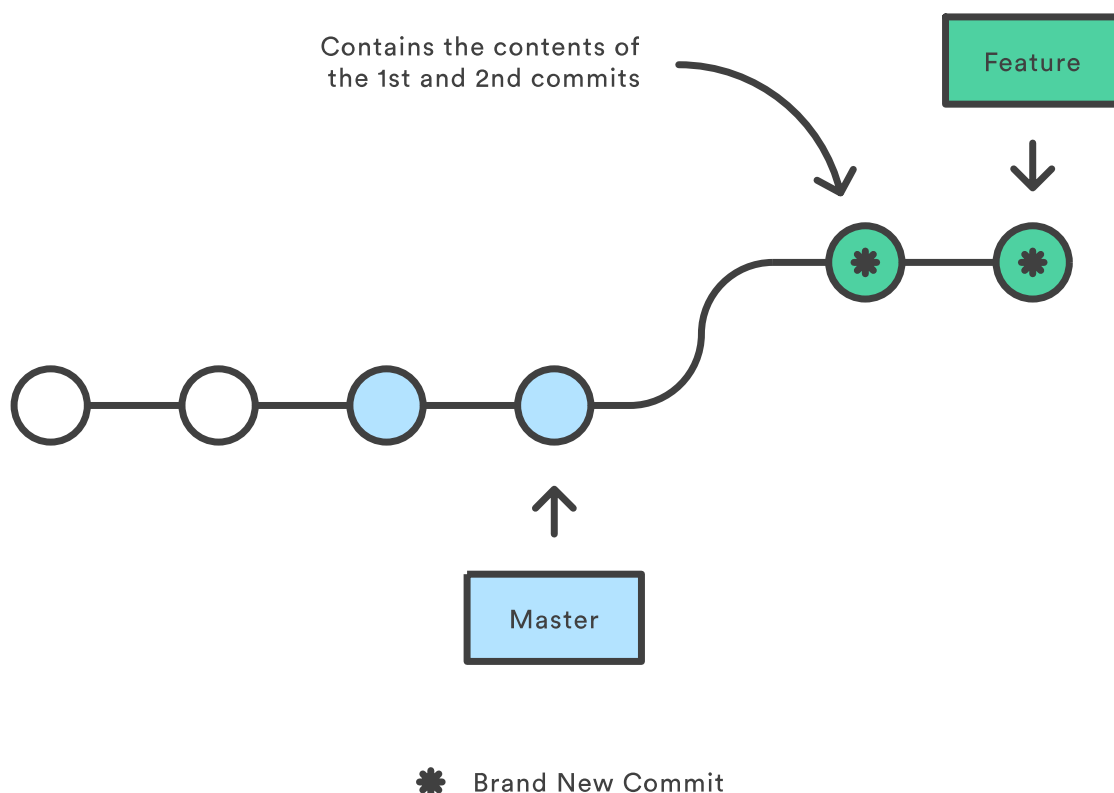 Contains the contents of
the 1st and 2nd commits
Feature
Master
Brand New Commit